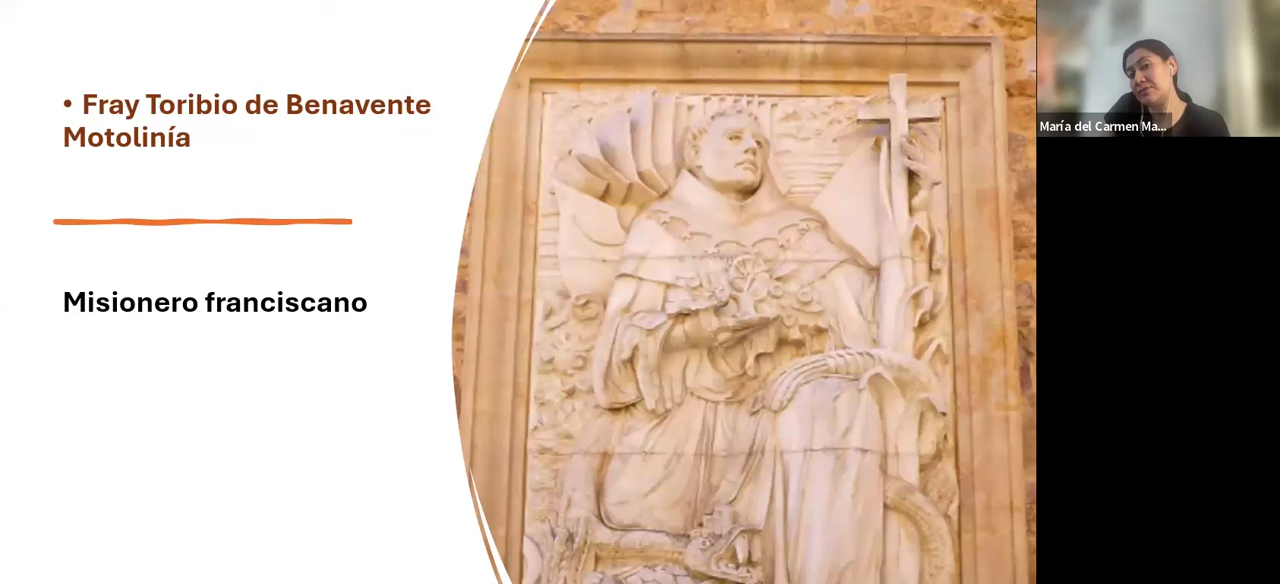 • Fray Toribio de Benavente
Motolinía
Misionero franciscano
María del Carmen Ma...